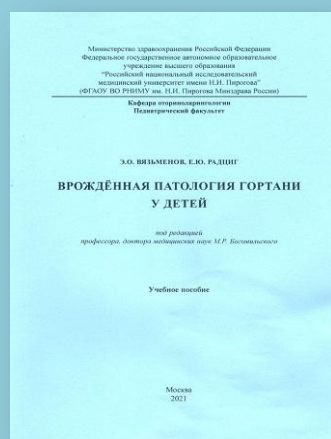 Министерство здравоохранения Российской Федерации
Федеральное государственное автономное образовательное
учреждение высшего образования
"Российский национальный исследовательский
медицинский университет имени Н.И. Пирогова"
(ФГАОУ ВО РНИМУ им. Н.И. Пирогова Минздрава России)
Кафедра оториноларингологии
Педиатрический факультет
Э.О. ВЯЗЬМЕНОВ, Е.Ю. РАДЦИГ
ВРОЖДЁННАЯ ПАТОЛОГИЯ ГОРТАНИ
У ДЕТЕЙ
под редакцией
профессора, доктора медицинских наук М.Р. Богомильского
Учебное пособие
Москва
2021